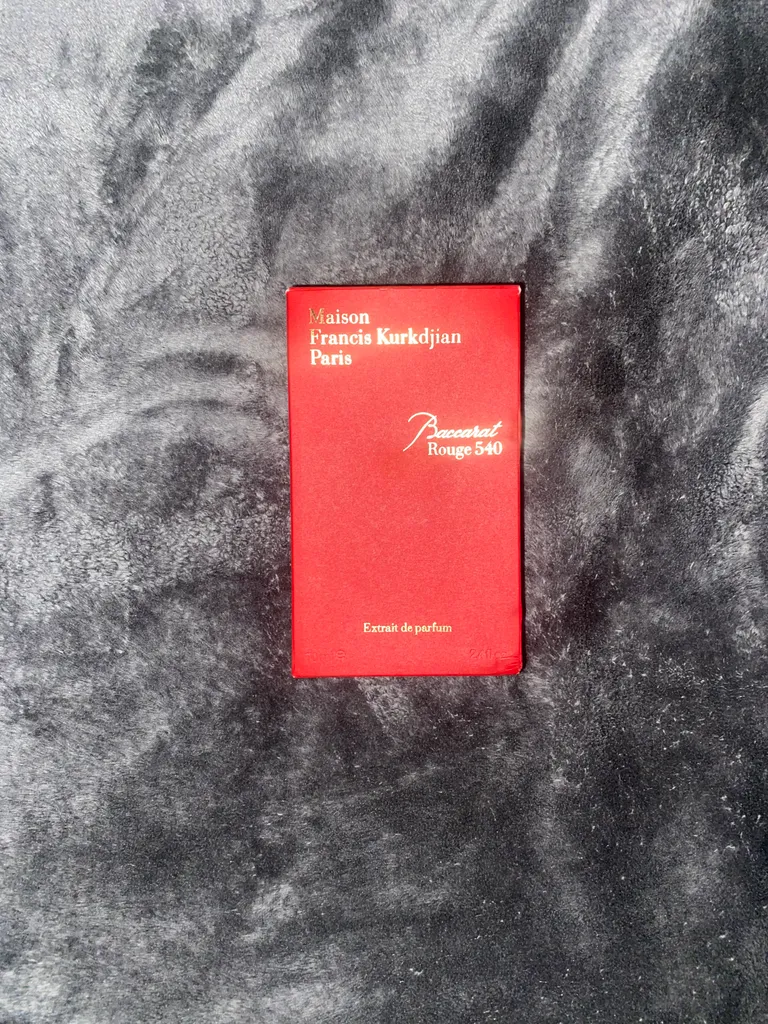 Maison
Francis Kurkdjian
Paris
Baccarat
Rouge 540
Extrait de parfum